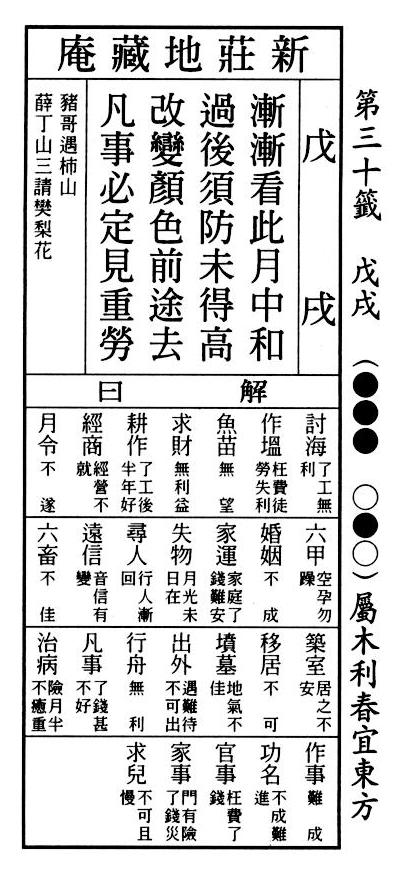 第三十籤 戊戌 (●●● ○●○)屬木利春宜東方
新莊地藏庵
戊戌
漸漸看此月中和
過後須防未得高
改變顏色前途去
凡事必定見重勞
豬哥遇柿山
薛丁山三請樊梨花
解曰
討海 了工無利
作塭 枉費徒勞失利
魚苗 無望
求財 無利益
耕作 了工後半年好
經商 經營不就
月令 不遂
六甲 空孕勿躁
婚姻 不成
家運 家庭了錢難安
失物 月光未日在
尋人 行人漸回
遠信 音信有變
六畜 不佳
築室 居之不安
移居 不可
墳墓 地氣不佳
出外 遇難待不可出
行舟 無利
凡事 了錢甚不好
治病 險月半不癒重
作事 難成
功名 不成難進
官事 枉費了錢
家事 門有險了錢災
求兒 不可且慢